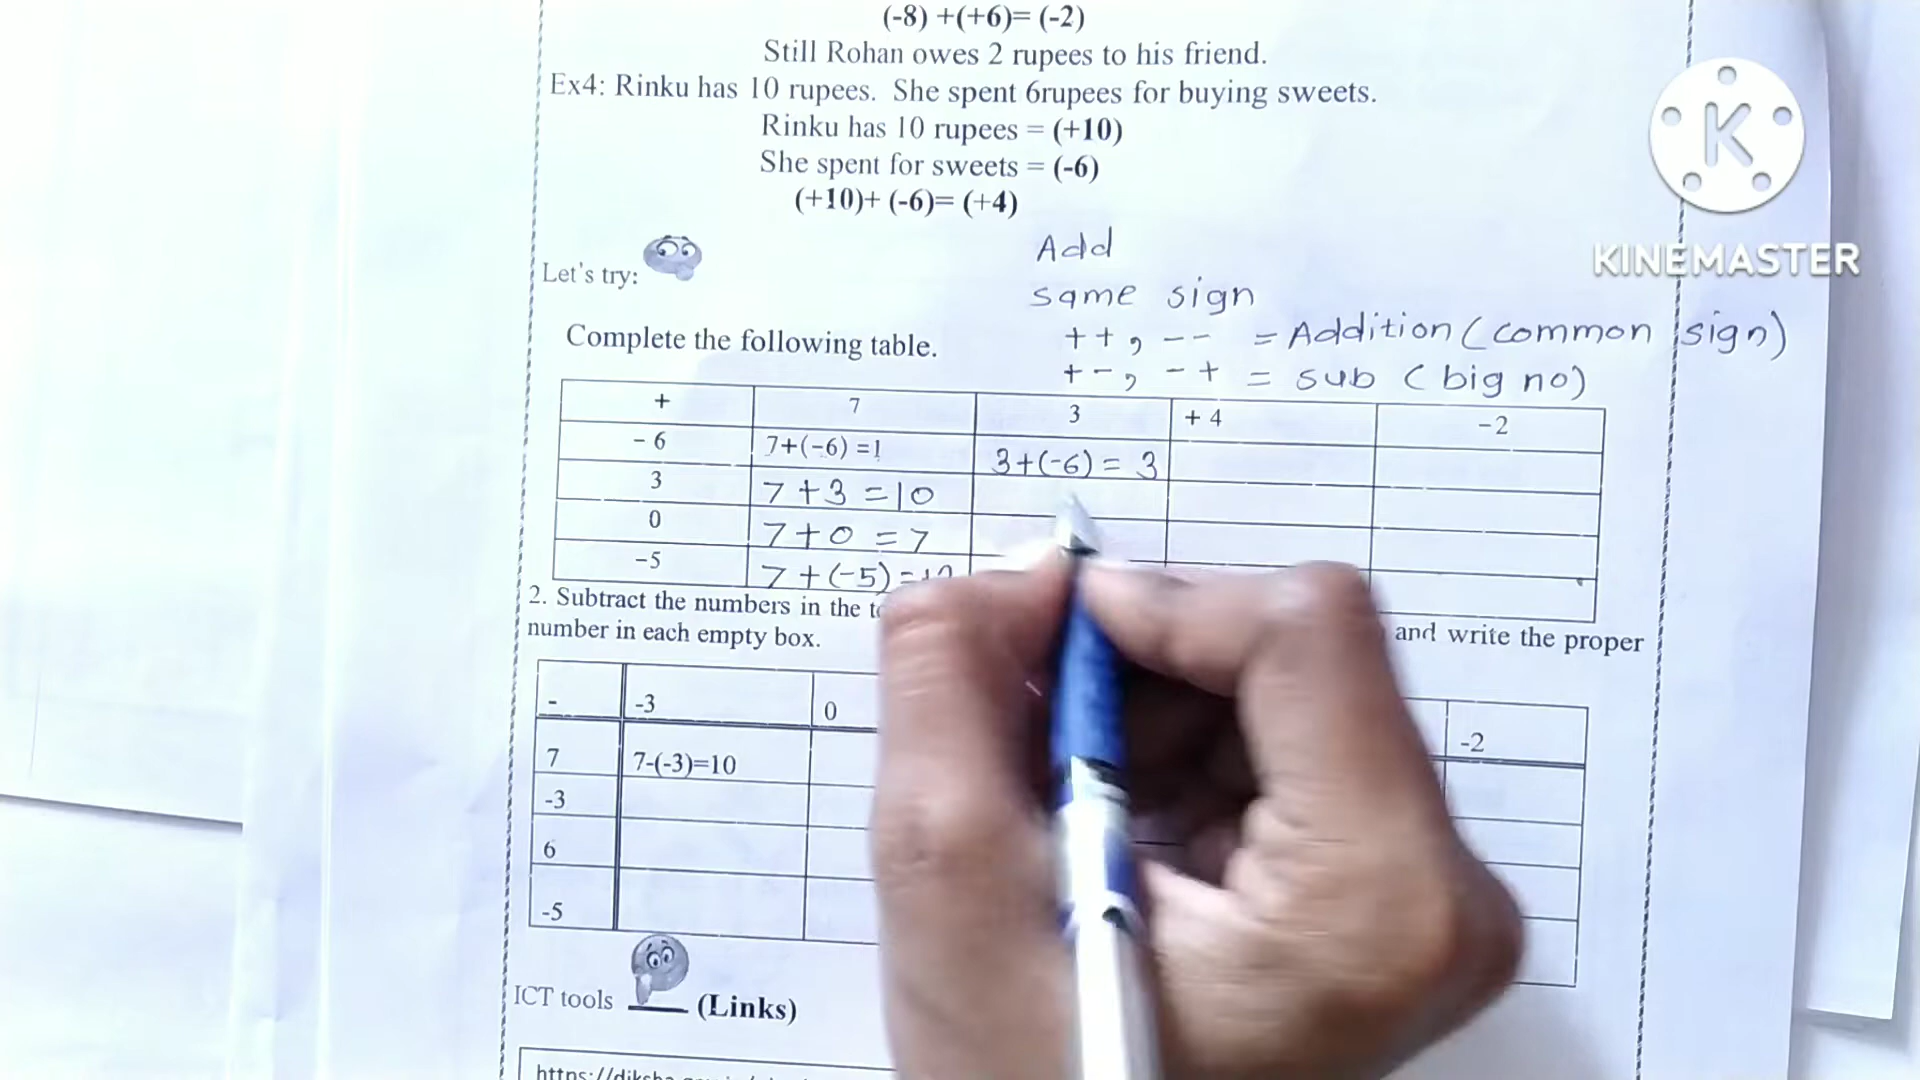 (-8) +(+6)= (-2)
Still Rohan owes 2 rupees to his friend.
Ex4: Rinku has 10 rupees. She spent 6rupees for buying sweets.
Rinku has 10 rupees = (+10)
She spent for sweets = (-6)
(+10)+ (-6)= (+4)
K
KINEMASTER
Let's try:
Add
same sign
++, -- = Addition (common sign)
+-, -+ = sub (big no)
Complete the following table.
+ 7 3 + 4 - 2
- 6 7+(-6) =1 3+(-6) = 3
3 7 + 3 = 10
0 7+0 = 7
-5 7 + (-5) =
2. Subtract the numbers in the and write the proper
number in each empty box.
- -3 0 -2
7 7-(-3)=10
-3
6
-5
ICT tools (Links)